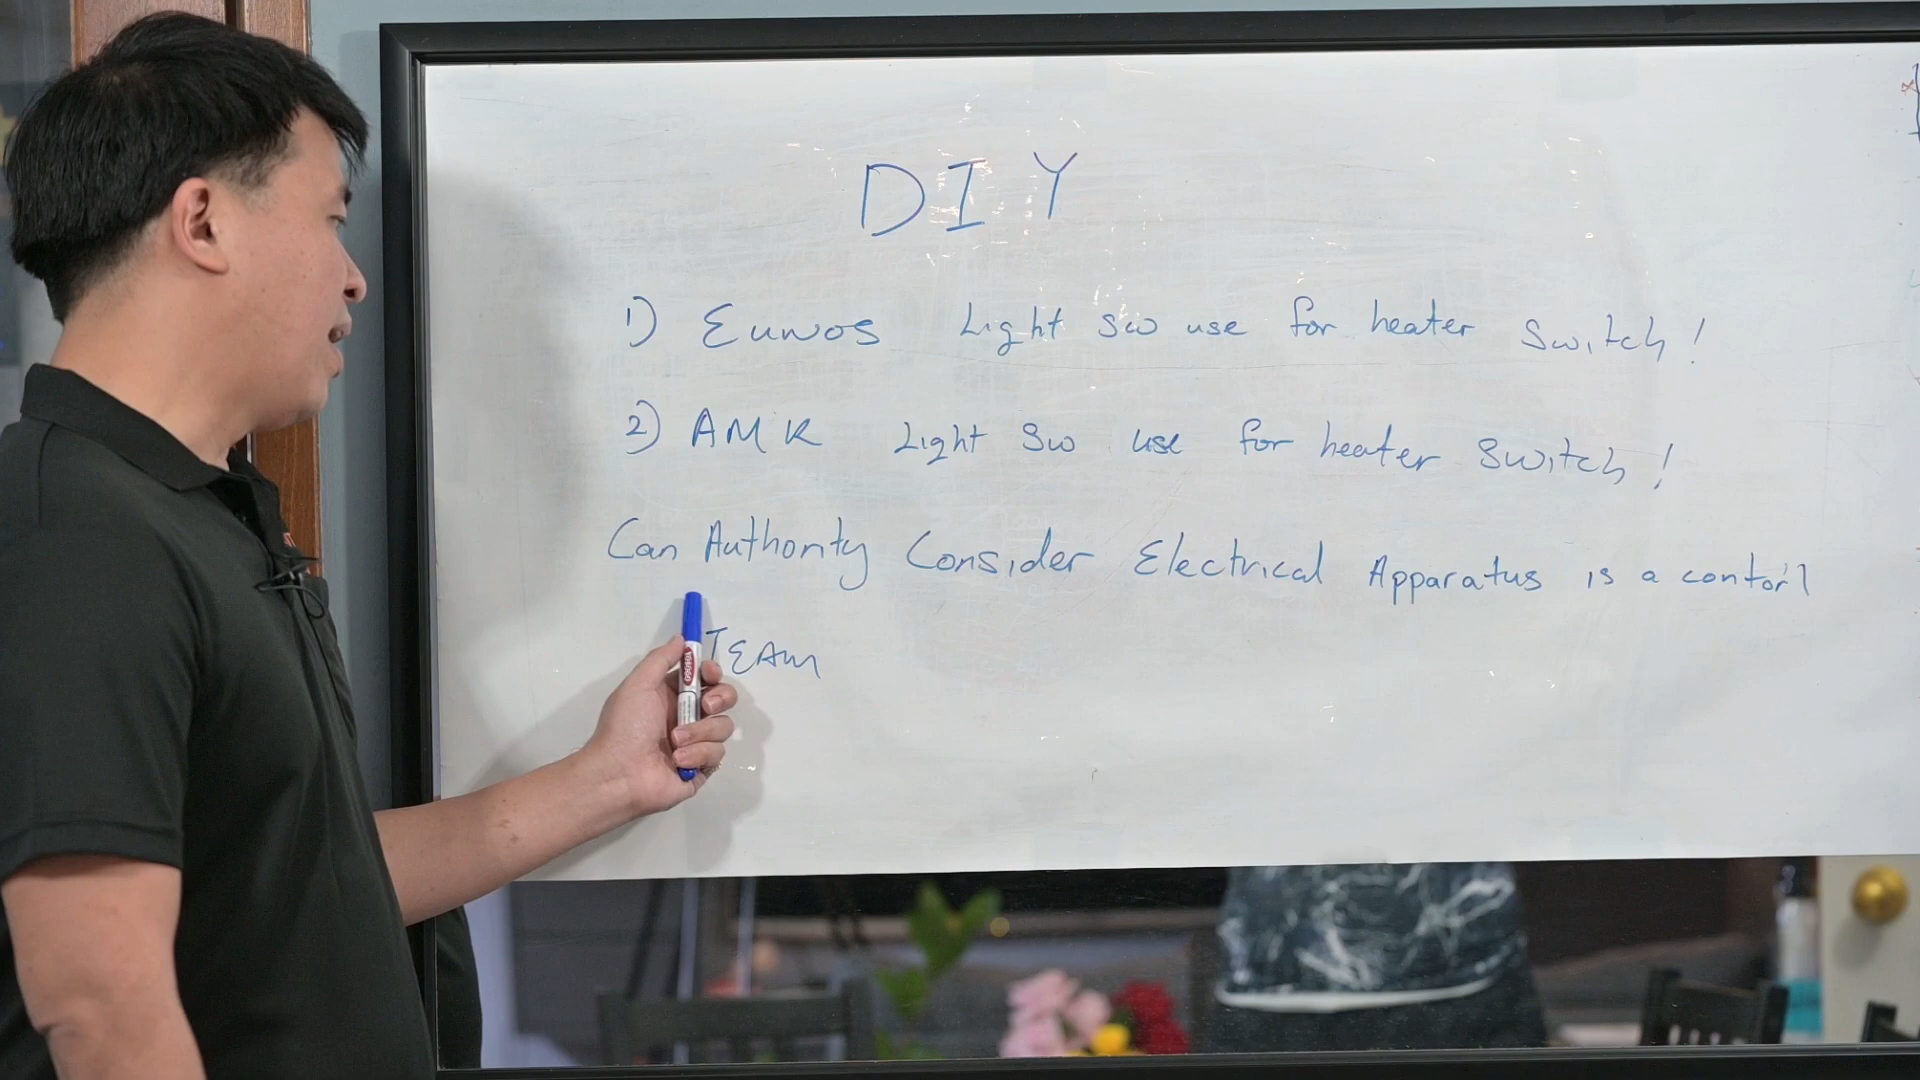 DIY
1) Eunos Light sw use for heater Switch!
2) AMK Light Sw use for heater Switch!
Can Authority Consider Electrical Apparatus is a contor'l
TEAM